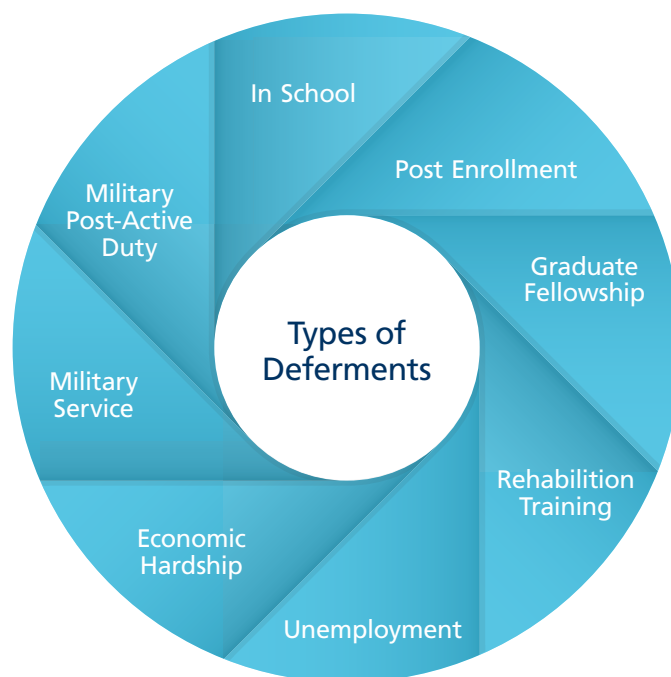 In School
Post Enrollment
Graduate
Fellowship
Rehabilition
Training
Unemployment
Economic
Hardship
Military
Service
Military
Post-Active
Duty
Types of
Deferments